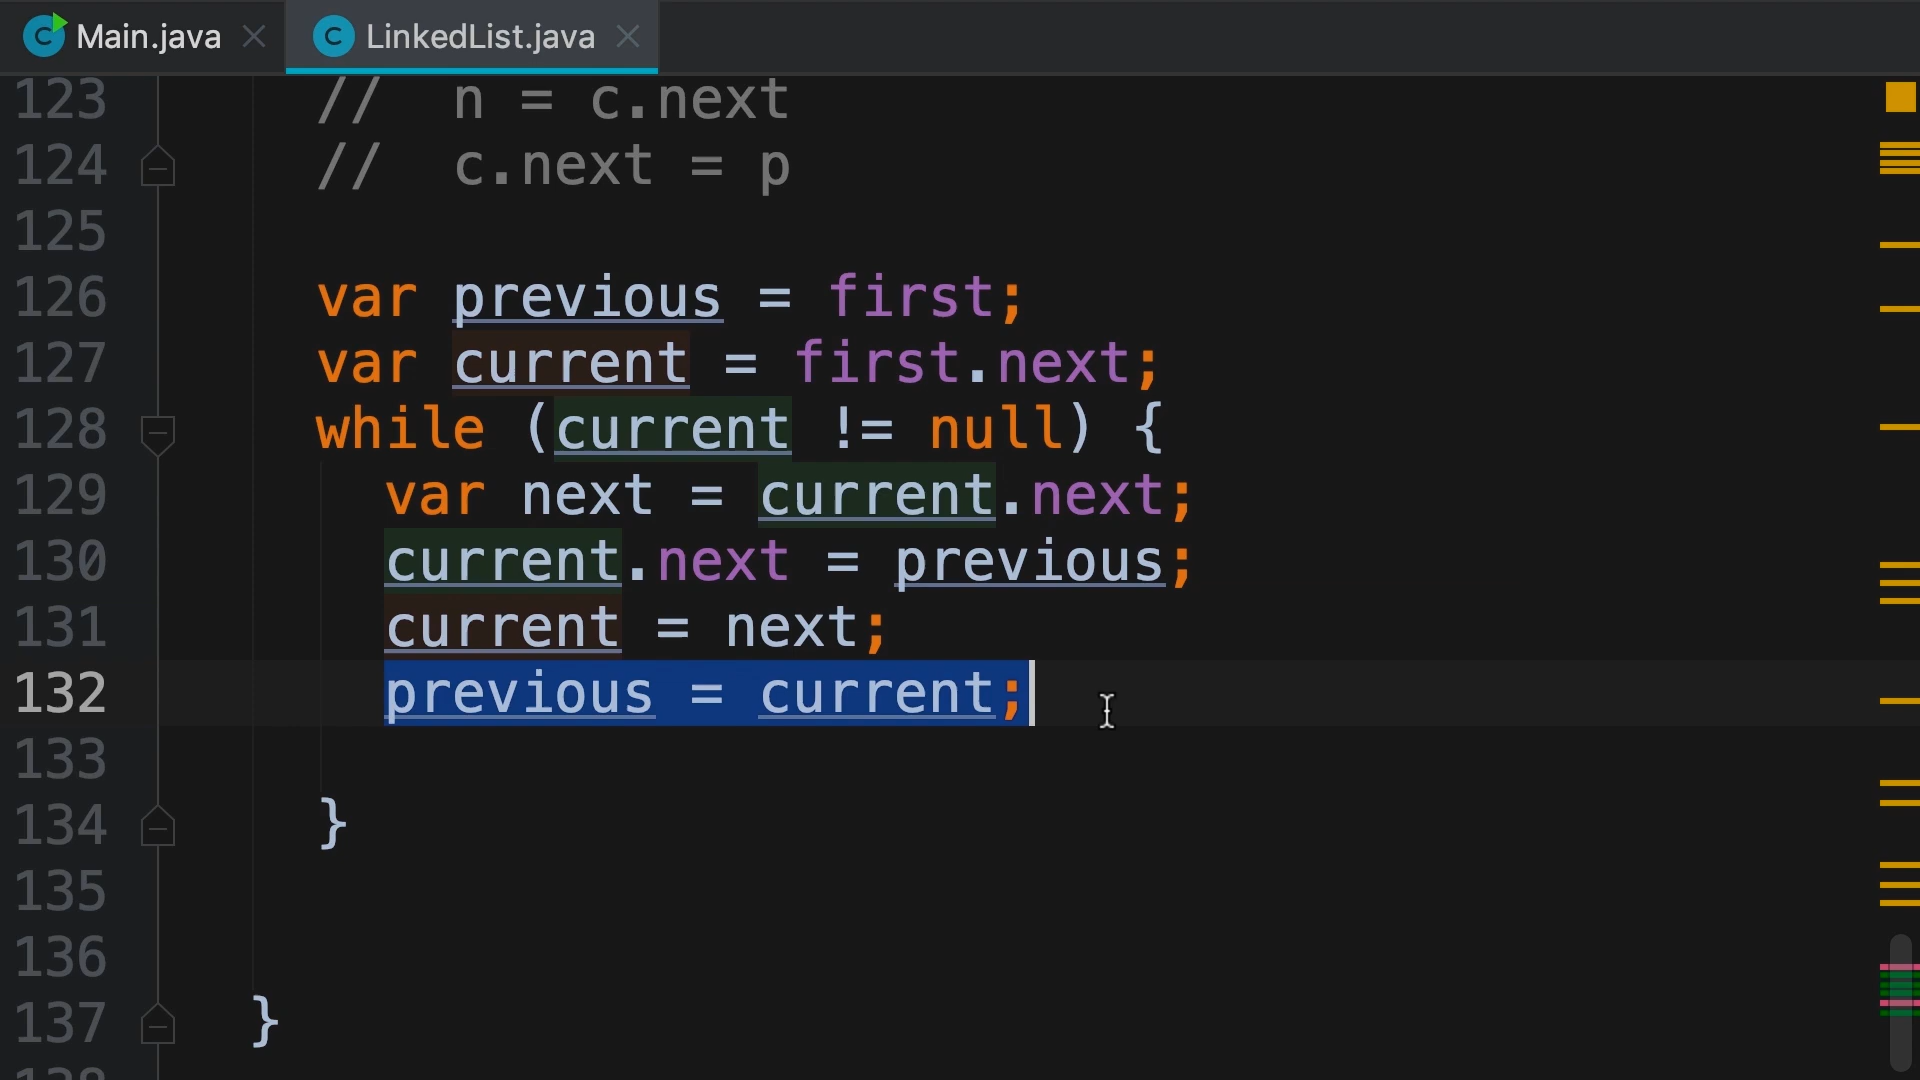 Main.java LinkedList.java
123 // n = c.next
124 // c.next = p
125
126 var previous = first;
127 var current = first.next;
128 while (current != null) {
129 var next = current.next;
130 current.next = previous;
131 current = next;
132 previous = current;
133
134 }
135
136
137 }
138